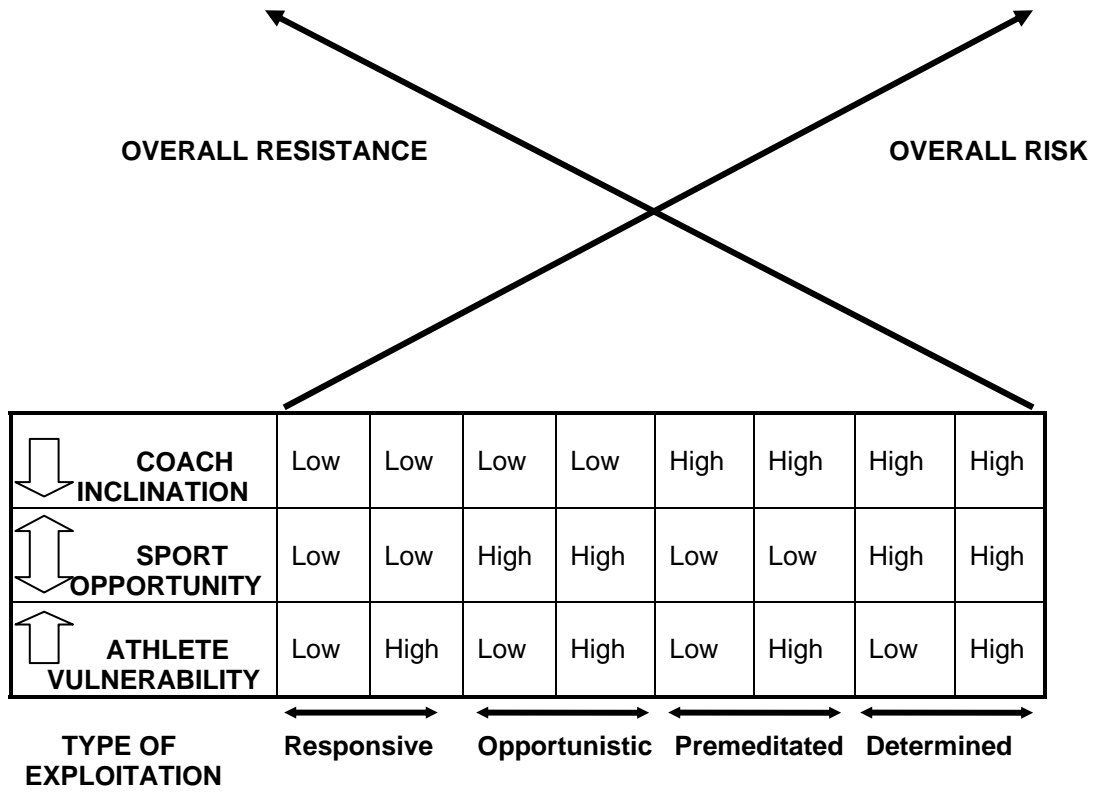 OVERALL RESISTANCE
OVERALL RISK
COACH
INCLINATION
Low Low Low Low High High High High
SPORT
OPPORTUNITY
Low Low High High Low Low High High
ATHLETE
VULNERABILITY
Low High Low High Low High Low High
TYPE OF
EXPLOITATION
Responsive Opportunistic Premeditated Determined